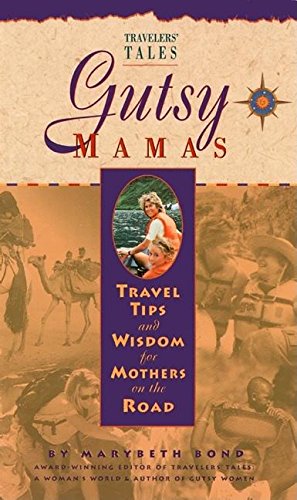 TRAVELERS'
TALES
Gutsy
MAMAS
TRAVEL
TIPS
and
WISDOM
for
MOTHERS
on the
ROAD
BY MARYBETH BOND
AWARD-WINNING EDITOR OF TRAVELERS' TALES
A WOMAN'S WORLD & AUTHOR OF GUTSY WOMEN